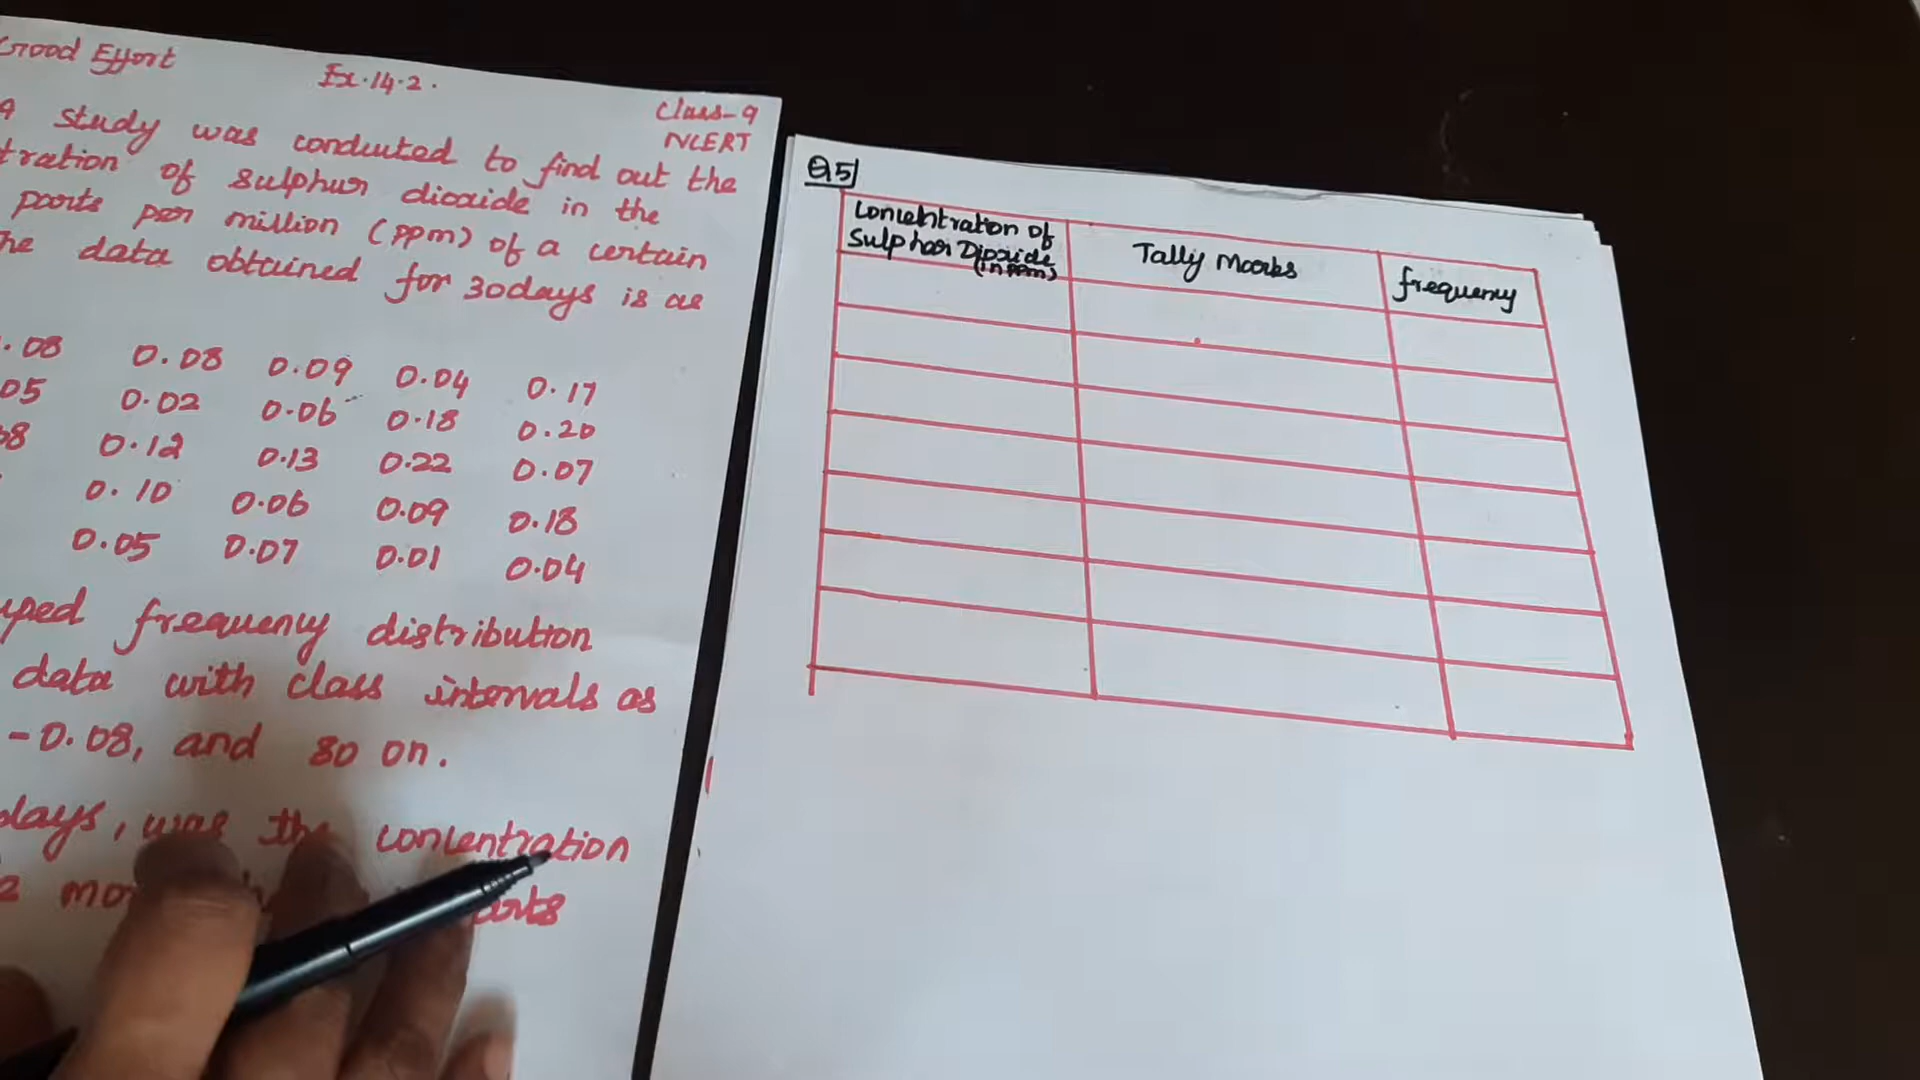 Good Effort
Ex.14.2.
Class-9
NCERT
A study was conducted to find out the
tration of sulphur dioxide in the
parts per million (ppm) of a certain
he data obtained for 30days is as
.08 0.08 0.09 0.04 0.17
05 0.02 0.06 0.18 0.20
08 0.12 0.13 0.22 0.07
0.10 0.06 0.09 0.18
0.05 0.07 0.01 0.04
uped frequency distribution
data with class intervals as
-0.08, and so on.
days, was the concentration
Q5
Concentration of
Sulphur Dioxide
(in ppm)
Tally Marks
frequency